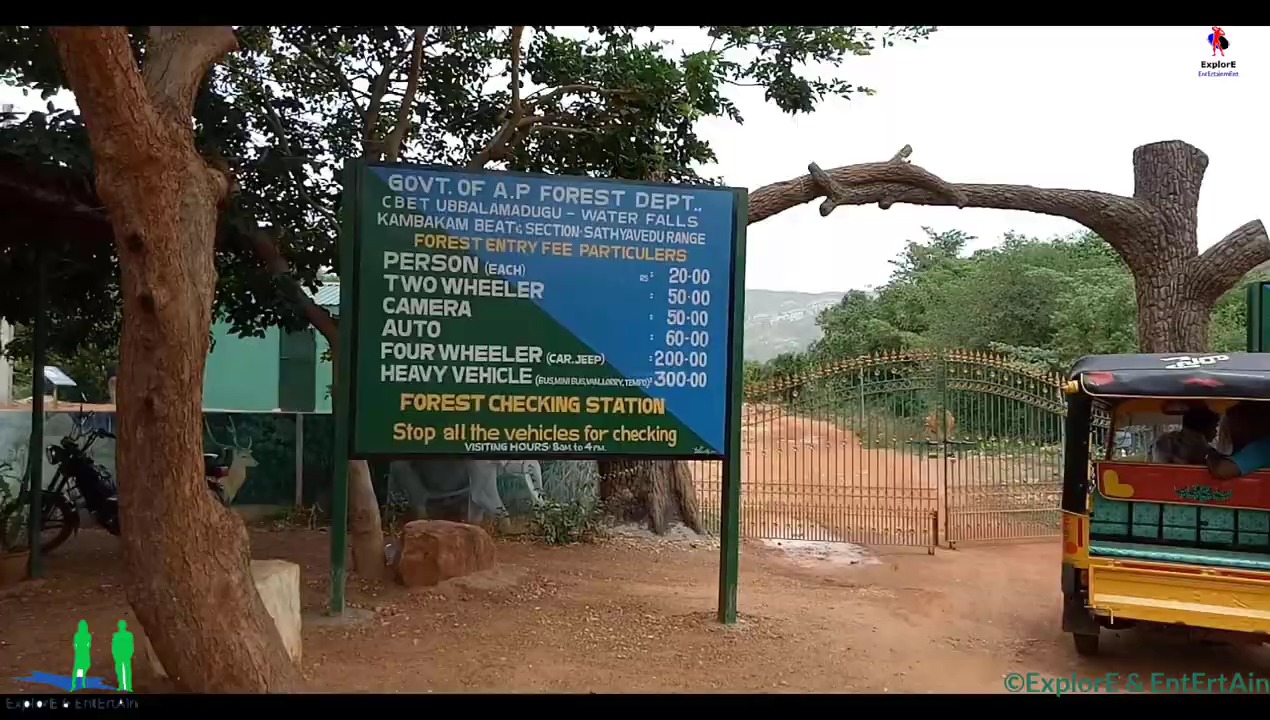 ExplorE
EntErtainmEnt
GOVT. OF A.P FOREST DEPT..
CBET UBBALAMADUGU - WATER FALLS
KAMBAKAM BEAT & SECTION-SATHYAVEDU RANGE
FOREST ENTRY FEE PARTICULERS
PERSON (EACH) RS: 20-00
TWO WHEELER : 50-00
CAMERA : 50-00
AUTO : 60-00
FOUR WHEELER (CAR.JEEP) : 200-00
HEAVY VEHICLE (BUS,MINI BUS,VAN,LORRY,TEMPO): 300-00
FOREST CHECKING STATION
Stop all the vehicles for checking
VISITING HOURS: 8AM. to 4 PM.
ExplorE & EntErtAin
©ExplorE & EntErtAin